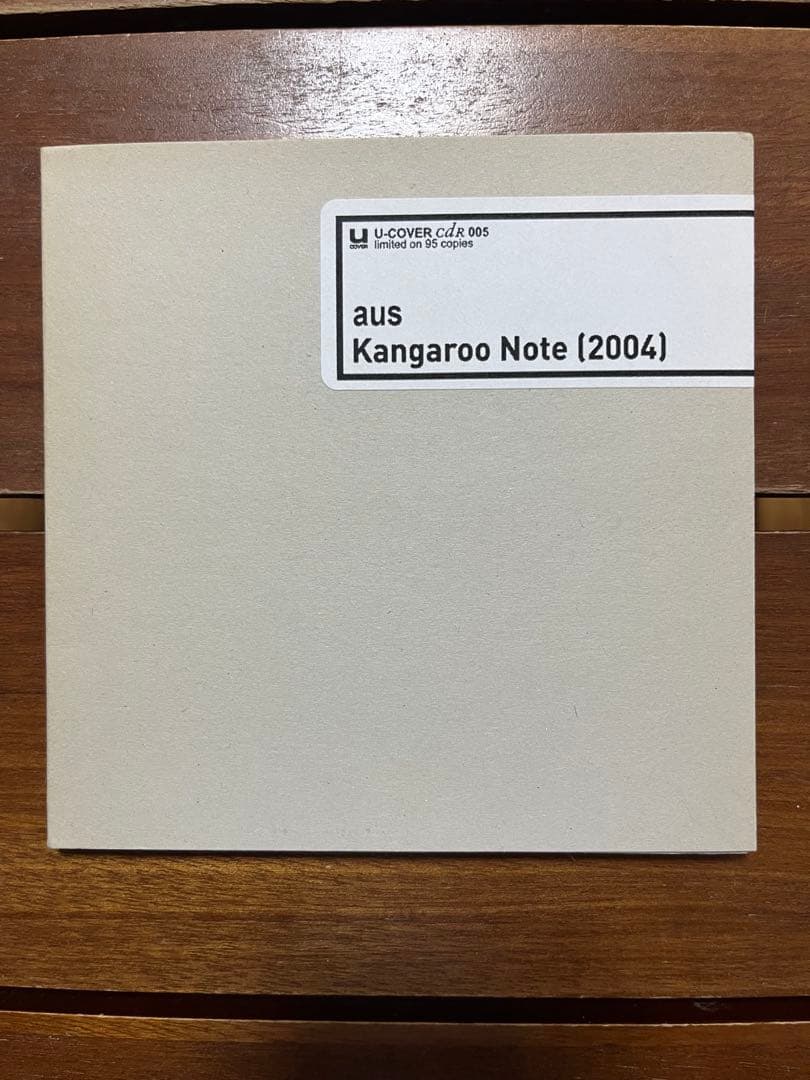 U COVER
U-COVER cdR 005
limited on 95 copies
aus
Kangaroo Note (2004)